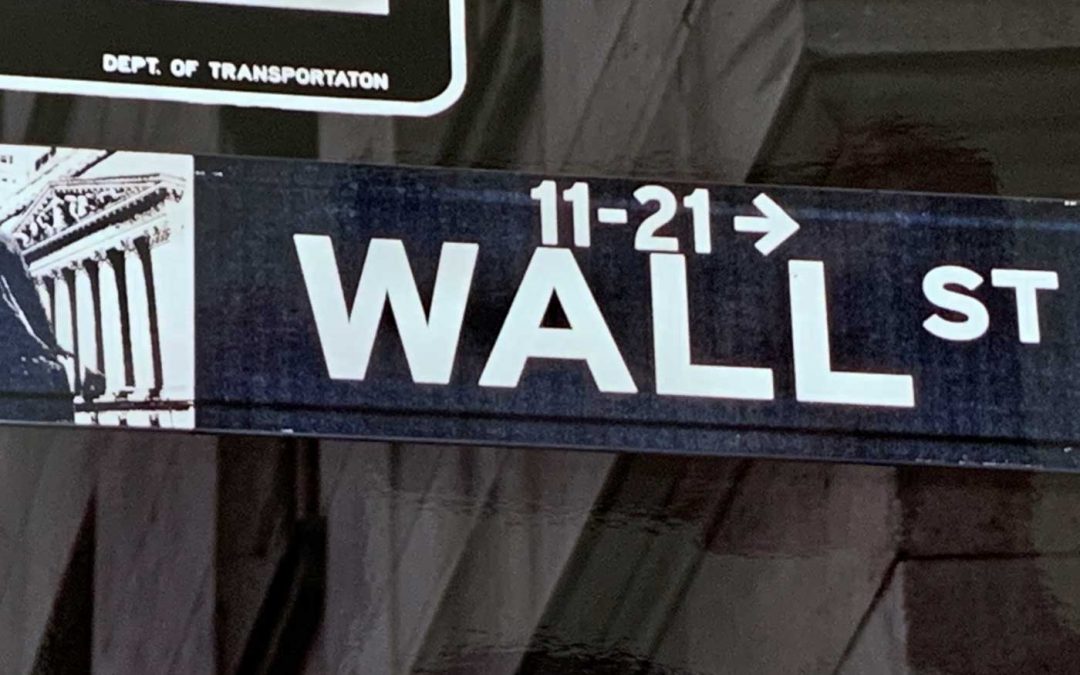 DEPT. OF TRANSPORTATON
11-21 →
WALL ST